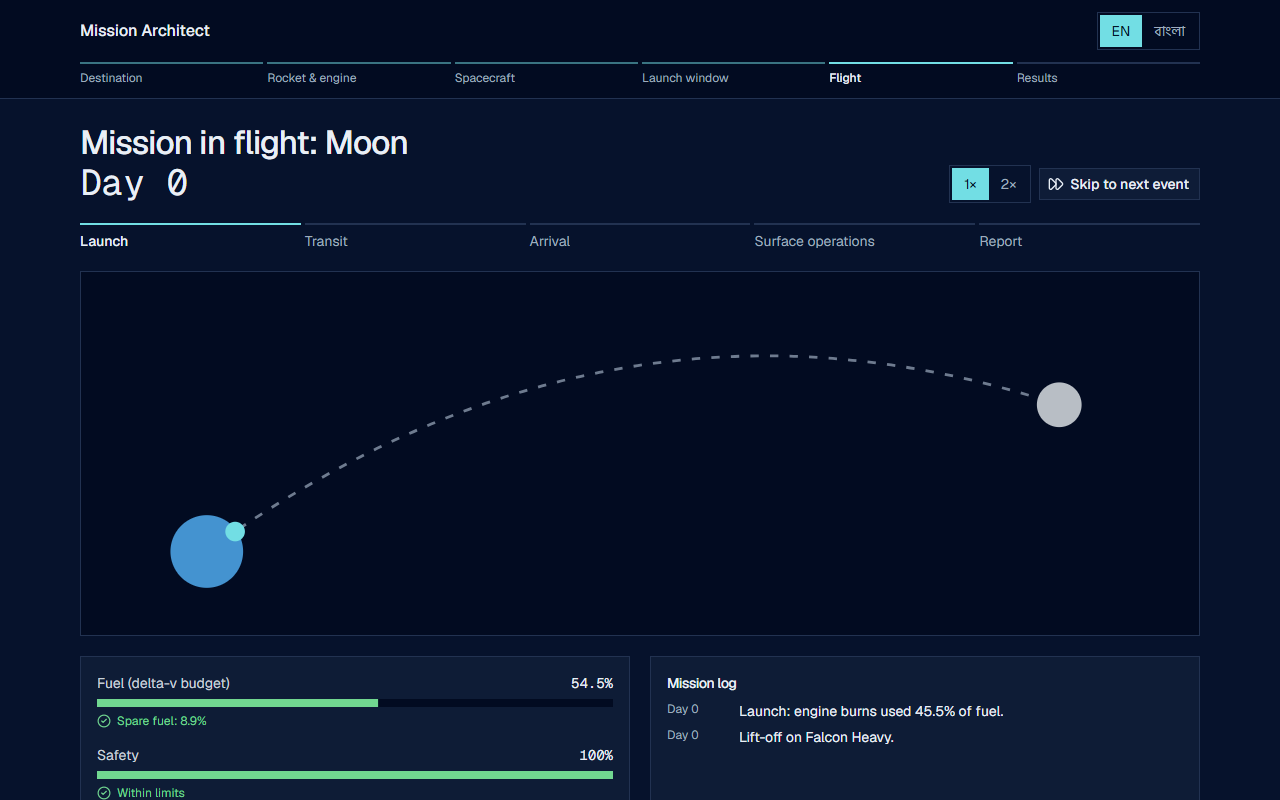 Mission Architect
EN বাংলা
Destination Rocket & engine Spacecraft Launch window Flight Results
Mission in flight: Moon
Day 0
1× 2× Skip to next event
Launch Transit Arrival Surface operations Report
Fuel (delta-v budget) 54.5%
Spare fuel: 8.9%
Safety 100%
Within limits
Mission log
Day 0 Launch: engine burns used 45.5% of fuel.
Day 0 Lift-off on Falcon Heavy.